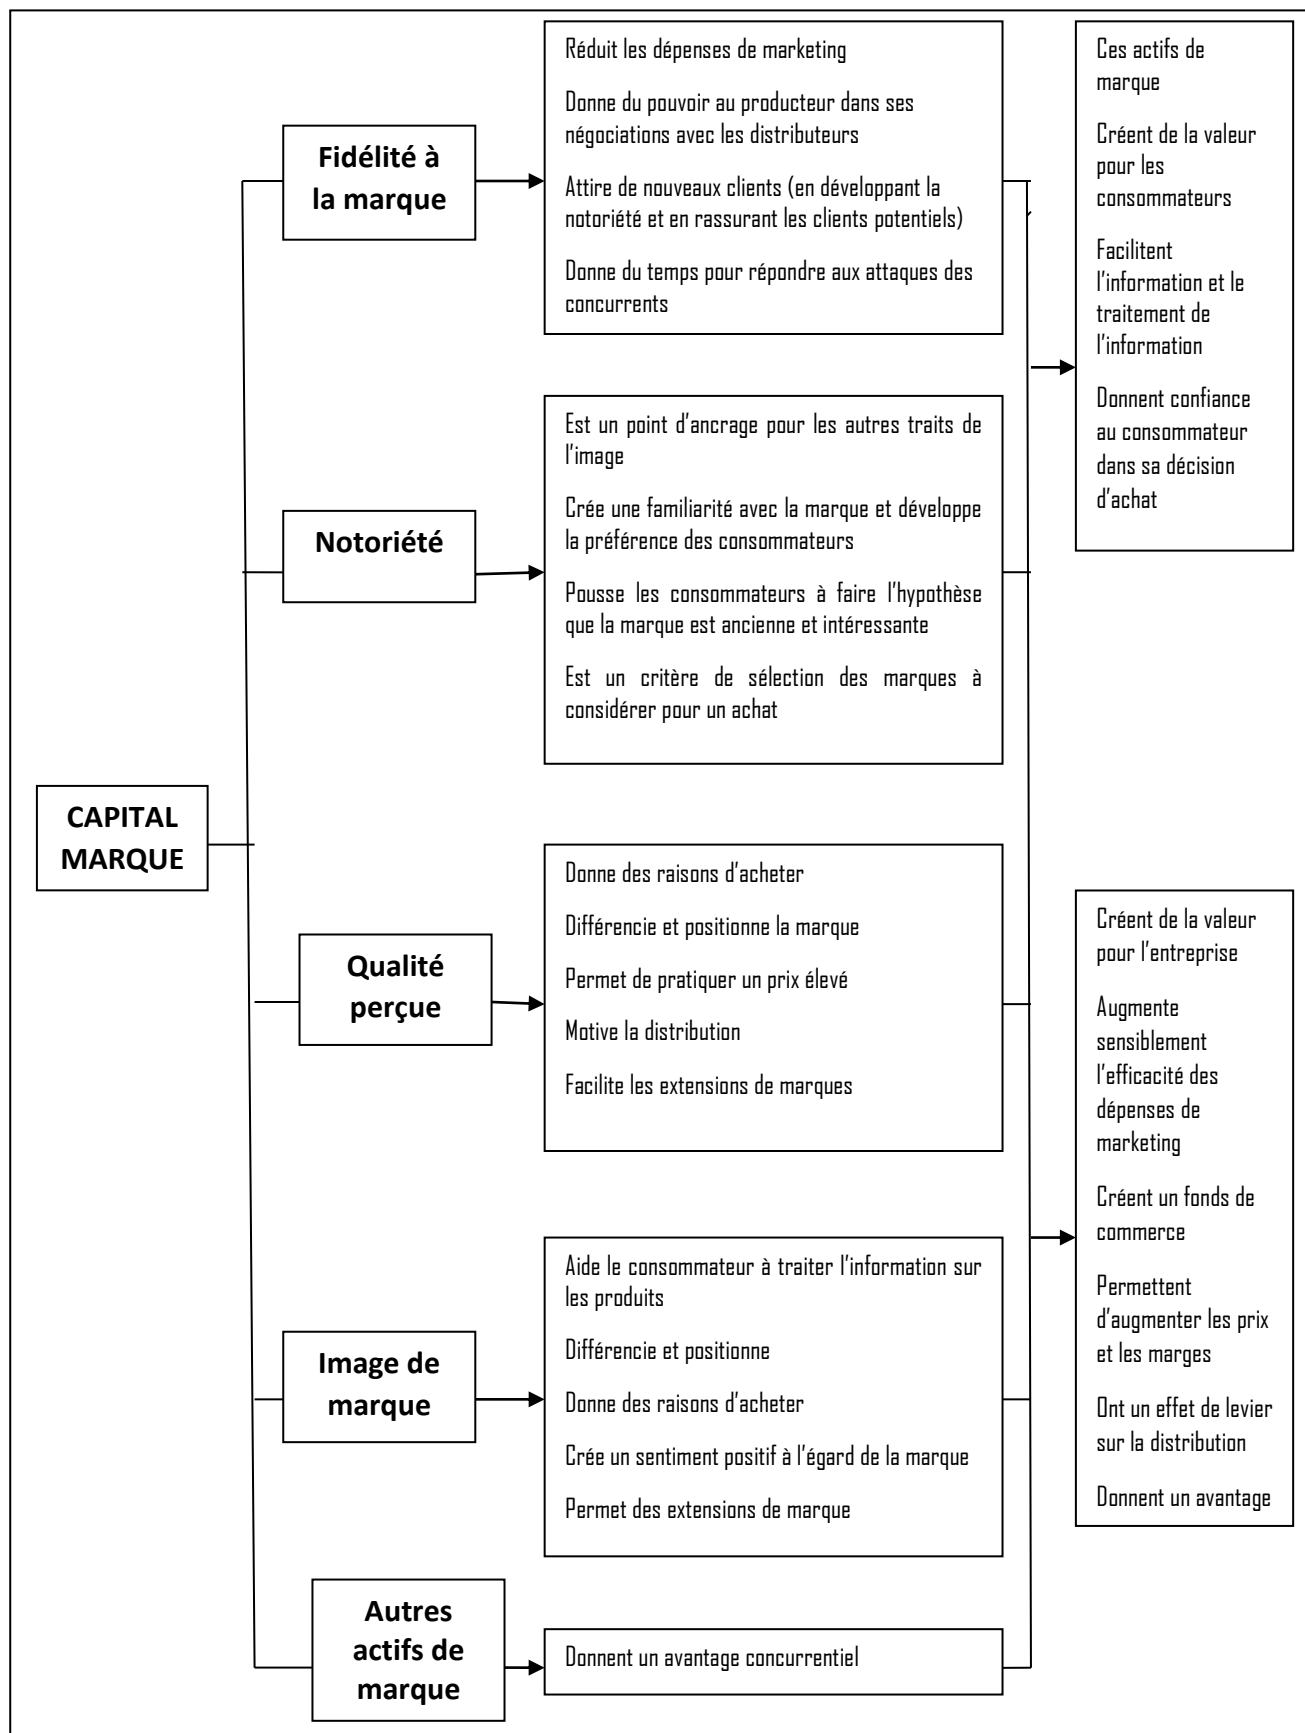 CAPITAL
MARQUE
Fidélité à
la marque
Réduit les dépenses de marketing
Donne du pouvoir au producteur dans ses
négociations avec les distributeurs
Attire de nouveaux clients (en développant la
notoriété et en rassurant les clients potentiels)
Donne du temps pour répondre aux attaques des
concurrents
Notoriété
Est un point d'ancrage pour les autres traits de
l'image
Crée une familiarité avec la marque et développe
la préférence des consommateurs
Pousse les consommateurs à faire l'hypothèse
que la marque est ancienne et intéressante
Est un critère de sélection des marques à
considérer pour un achat
Qualité
perçue
Donne des raisons d'acheter
Différencie et positionne la marque
Permet de pratiquer un prix élevé
Motive la distribution
Facilite les extensions de marques
Image de
marque
Aide le consommateur à traiter l'information sur
les produits
Différencie et positionne
Donne des raisons d'acheter
Crée un sentiment positif à l'égard de la marque
Permet des extensions de marque
Autres
actifs de
marque
Donnent un avantage concurrentiel
Ces actifs de
marque
Créent de la valeur
pour les
consommateurs
Facilitent
l'information et le
traitement de
l'information
Donnent confiance
au consommateur
dans sa décision
d'achat
Créent de la valeur
pour l'entreprise
Augmente
sensiblement
l'efficacité des
dépenses de
marketing
Créent un fonds de
commerce
Permettent
d'augmenter les prix
et les marges
Ont un effet de levier
sur la distribution
Donnent un avantage